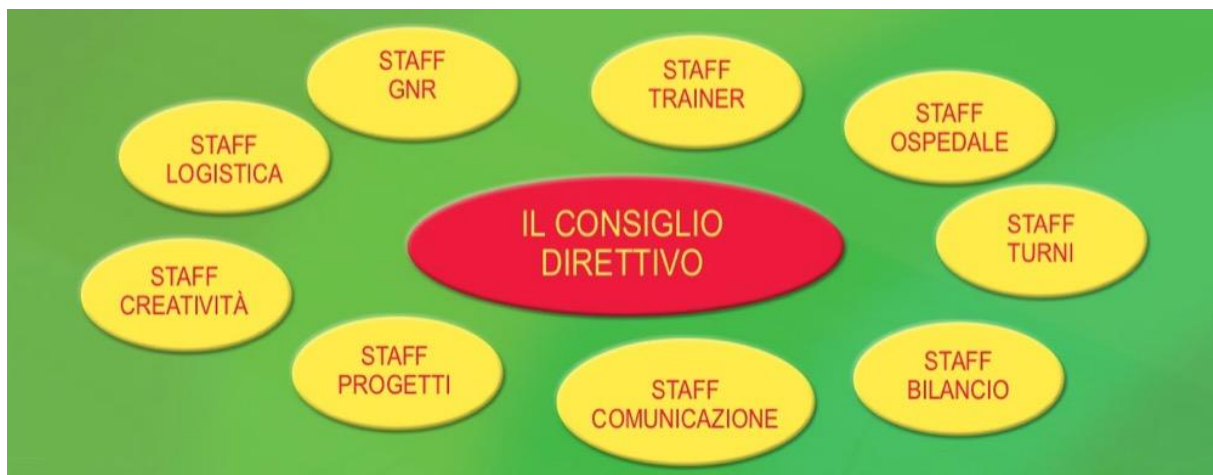 STAFF
GNR
STAFF
TRAINER
STAFF
OSPEDALE
STAFF
LOGISTICA
IL CONSIGLIO
DIRETTIVO
STAFF
TURNI
STAFF
CREATIVITÀ
STAFF
PROGETTI
STAFF
COMUNICAZIONE
STAFF
BILANCIO